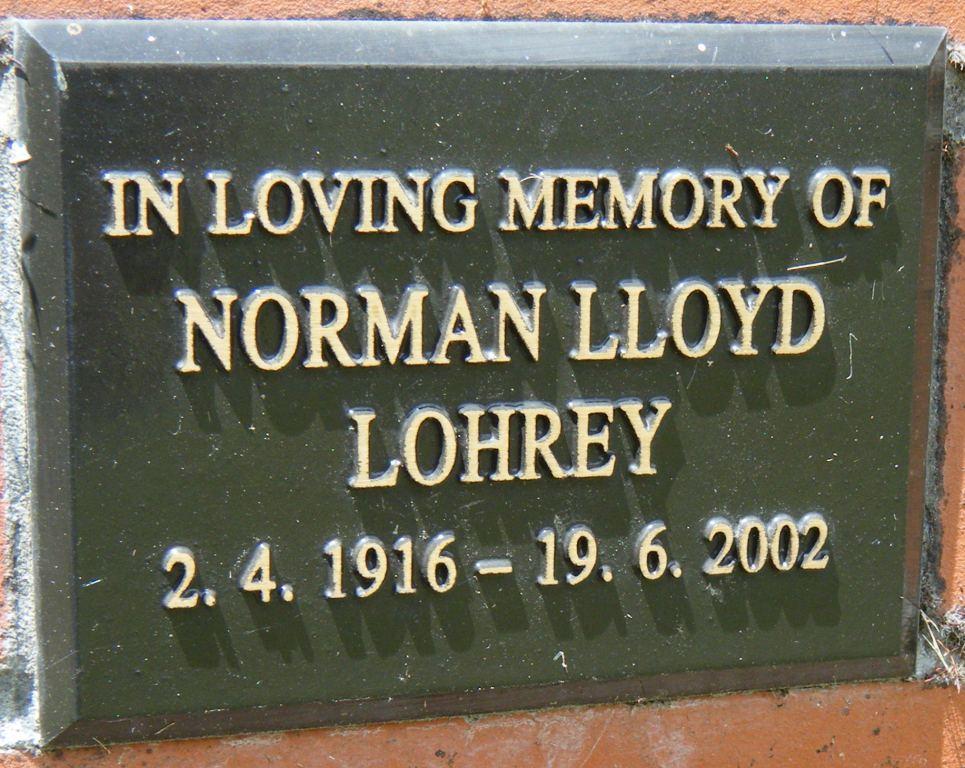 IN LOVING MEMORY OF
NORMAN LLOYD
LOHREY
2. 4. 1916 – 19. 6. 2002